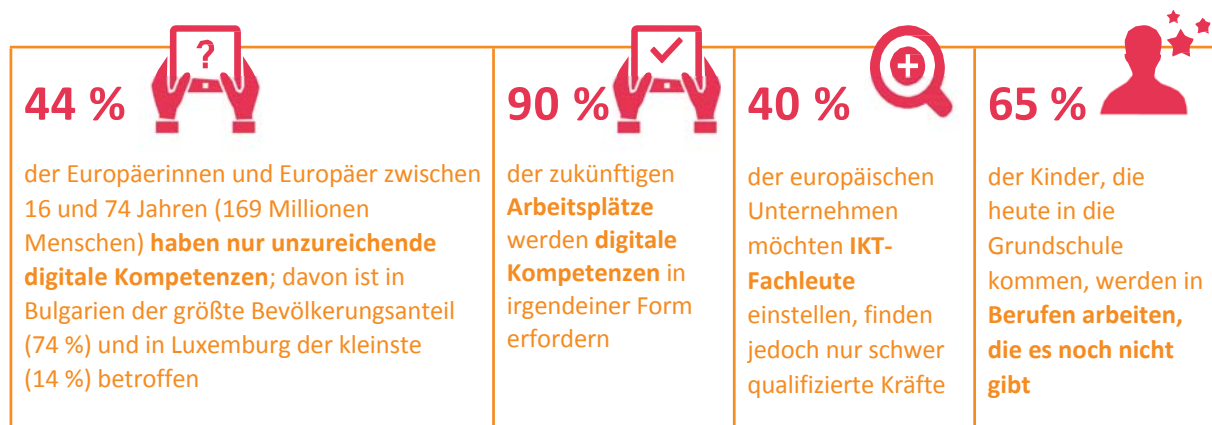 ?
44 %
der Europäerinnen und Europäer zwischen
16 und 74 Jahren (169 Millionen
Menschen) haben nur unzureichende
digitale Kompetenzen; davon ist in
Bulgarien der größte Bevölkerungsanteil
(74 %) und in Luxemburg der kleinste
(14 %) betroffen
90 %
der zukünftigen
Arbeitsplätze
werden digitale
Kompetenzen in
irgendeiner Form
erfordern
40 %
der europäischen
Unternehmen
möchten IKT-
Fachleute
einstellen, finden
jedoch nur schwer
qualifizierte Kräfte
65 %
der Kinder, die
heute in die
Grundschule
kommen, werden in
Berufen arbeiten,
die es noch nicht
gibt